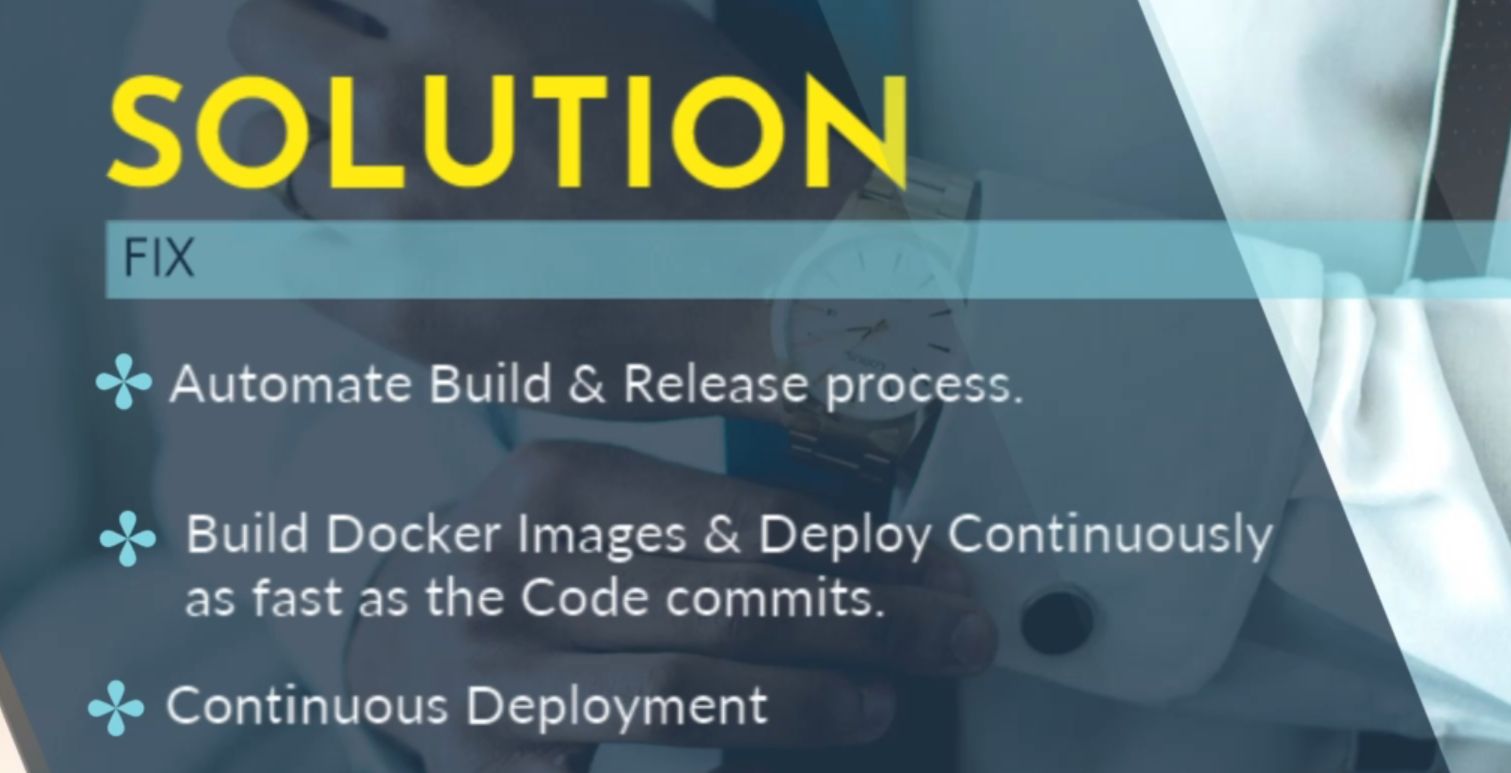 SOLUTION
FIX
Automate Build & Release process.
Build Docker Images & Deploy Continuously
as fast as the Code commits.
Continuous Deployment